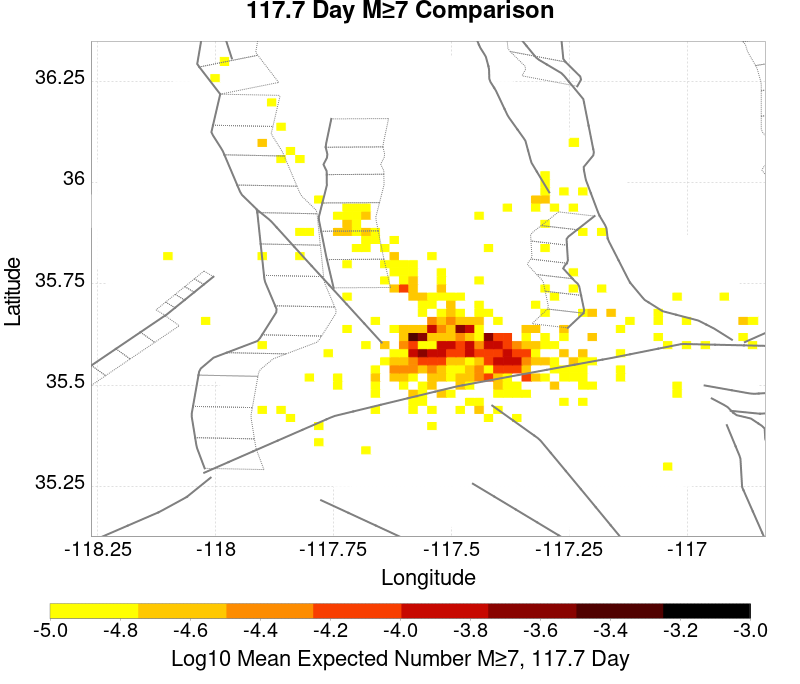 117.7 Day M≥7 Comparison
36.25
36
35.75
35.5
35.25
Latitude
-118.25 -118 -117.75 -117.5 -117.25 -117
Longitude
-5.0 -4.8 -4.6 -4.4 -4.2 -4.0 -3.8 -3.6 -3.4 -3.2 -3.0
Log10 Mean Expected Number M≥7, 117.7 Day